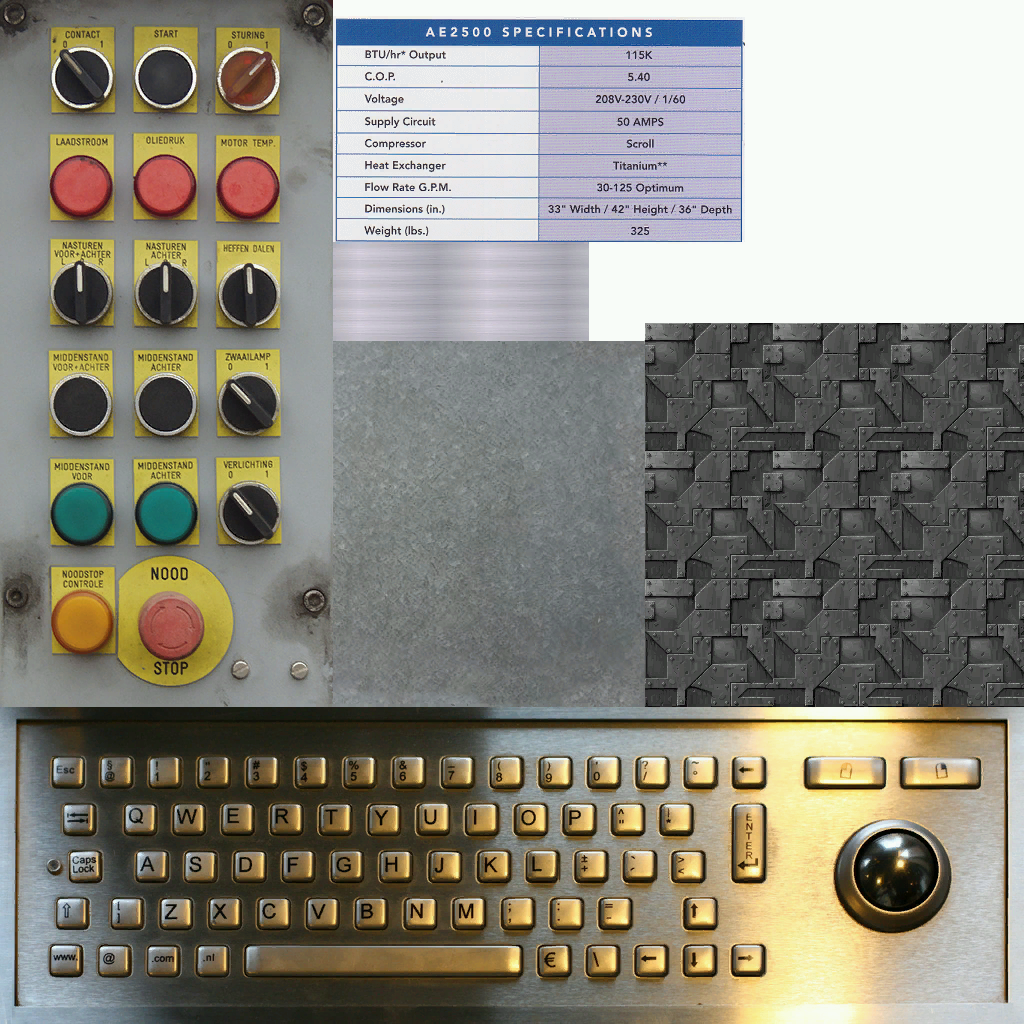 CONTACT
0 1
START
STURING
0 1
LAADSTROOM
OLIEDRUK
MOTOR TEMP.
NASTUREN
VOOR+ACHTER
L R
NASTUREN
ACHTER
L R
HEFFEN DALEN
MIDDENSTAND
VOOR+ACHTER
MIDDENSTAND
ACHTER
ZWAAILAMP
0 1
MIDDENSTAND
VOOR
MIDDENSTAND
ACHTER
VERLICHTING
0 1
NOODSTOP
CONTROLE
NOOD
STOP
AE2500 SPECIFICATIONS
BTU/hr* Output 115K
C.O.P. 5.40
Voltage 208V-230V / 1/60
Supply Circuit 50 AMPS
Compressor Scroll
Heat Exchanger Titanium**
Flow Rate G.P.M. 30-125 Optimum
Dimensions (in.) 33" Width / 42" Height / 36" Depth
Weight (lbs.) 325
Esc § @ ! 1 " 2 # 3 $ 4 % 5 & 6 7 ( 8 ) 9 0 ? / ~ ←
Q W E R T Y U I O P ^ " ENTER
Caps Lock A S D F G H J K L ± + > <
⇧ Z X C V B N M ; , : . = - ↑
www. @ .com .nl € \ ← ↓ →